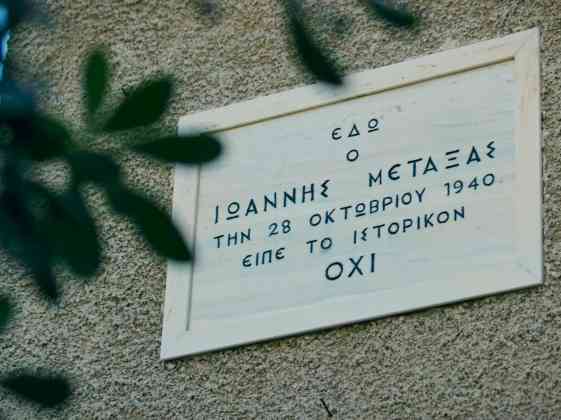 ΕΔΩ
Ο
ΙΩΑΝΝΗΣ ΜΕΤΑΞΑΣ
ΤΗΝ 28 ΟΚΤΩΒΡΙΟΥ 1940
ΕΙΠΕ ΤΟ ΙΣΤΟΡΙΚΟΝ
ΟΧΙ